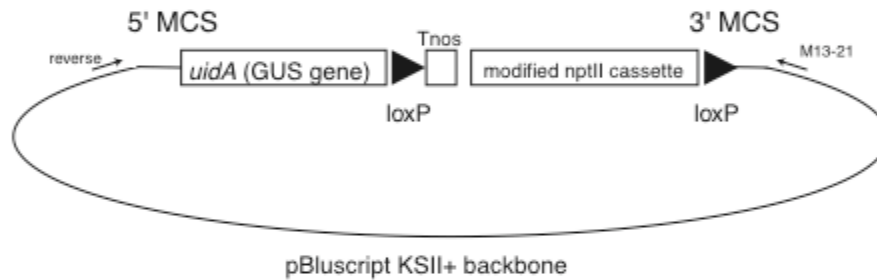 5' MCS
3' MCS
Tnos
reverse
M13-21
uidA (GUS gene)
modified nptII cassette
loxP
loxP
pBluscript KSII+ backbone